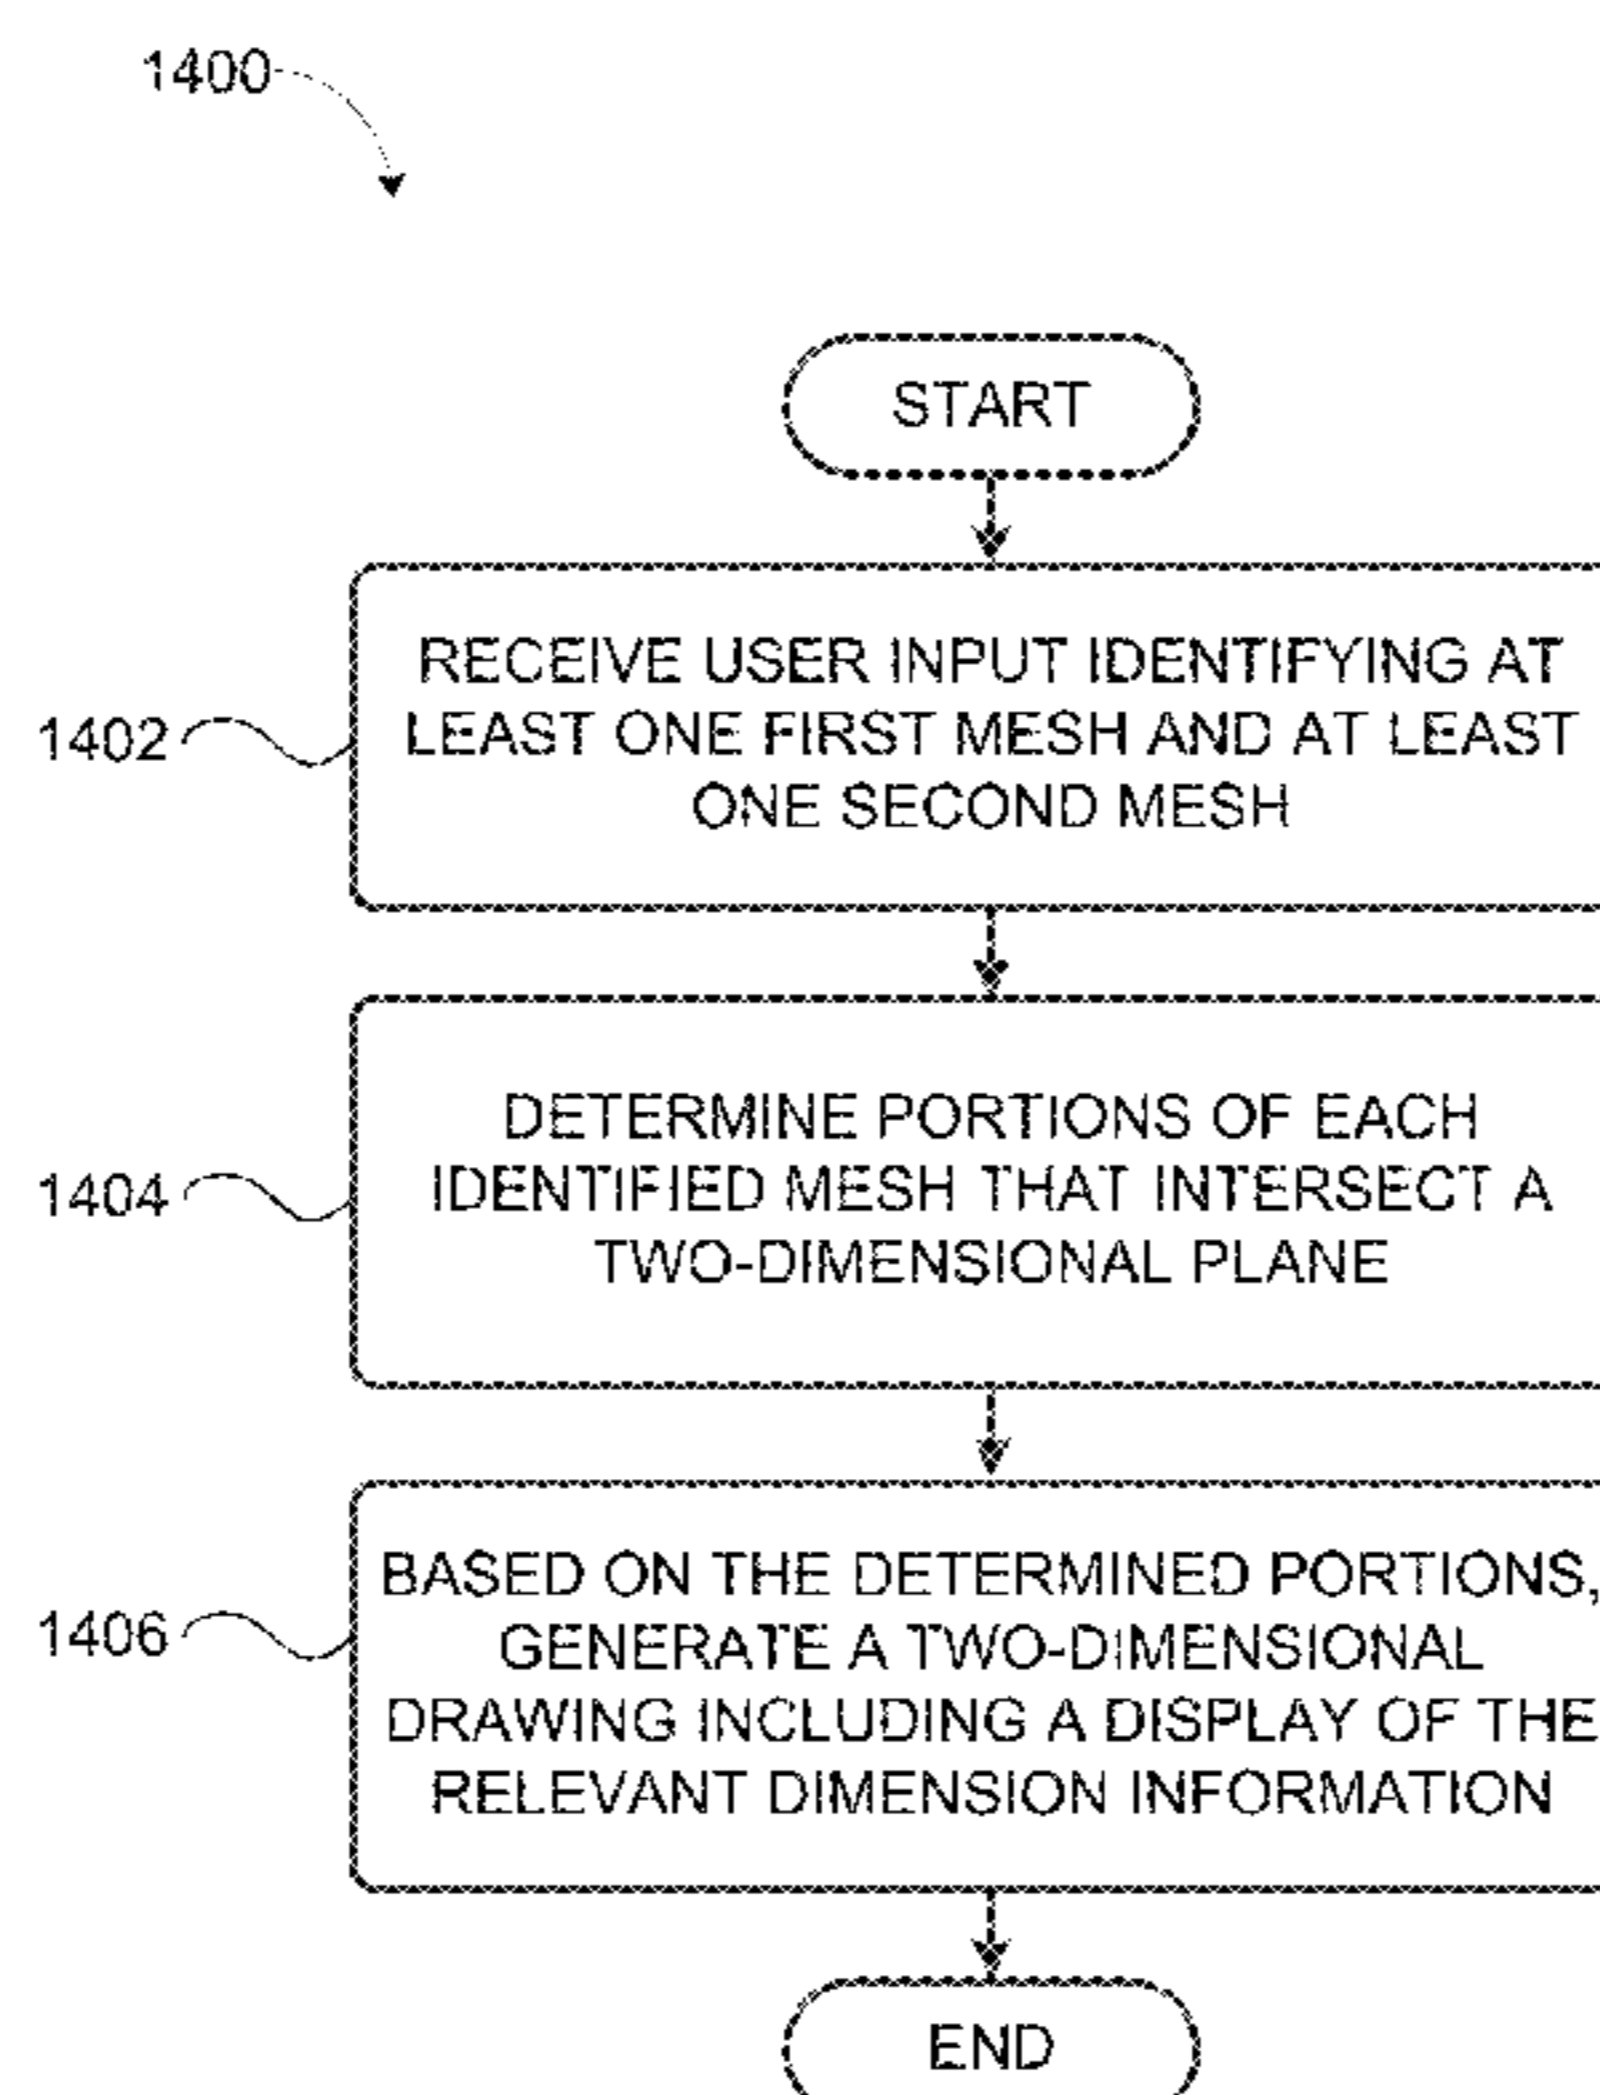 1400
START
RECEIVE USER INPUT IDENTIFYING AT
LEAST ONE FIRST MESH AND AT LEAST
ONE SECOND MESH
1402
DETERMINE PORTIONS OF EACH
IDENTIFIED MESH THAT INTERSECT A
TWO-DIMENSIONAL PLANE
1404
BASED ON THE DETERMINED PORTIONS,
GENERATE A TWO-DIMENSIONAL
DRAWING INCLUDING A DISPLAY OF THE
RELEVANT DIMENSION INFORMATION
1406
END